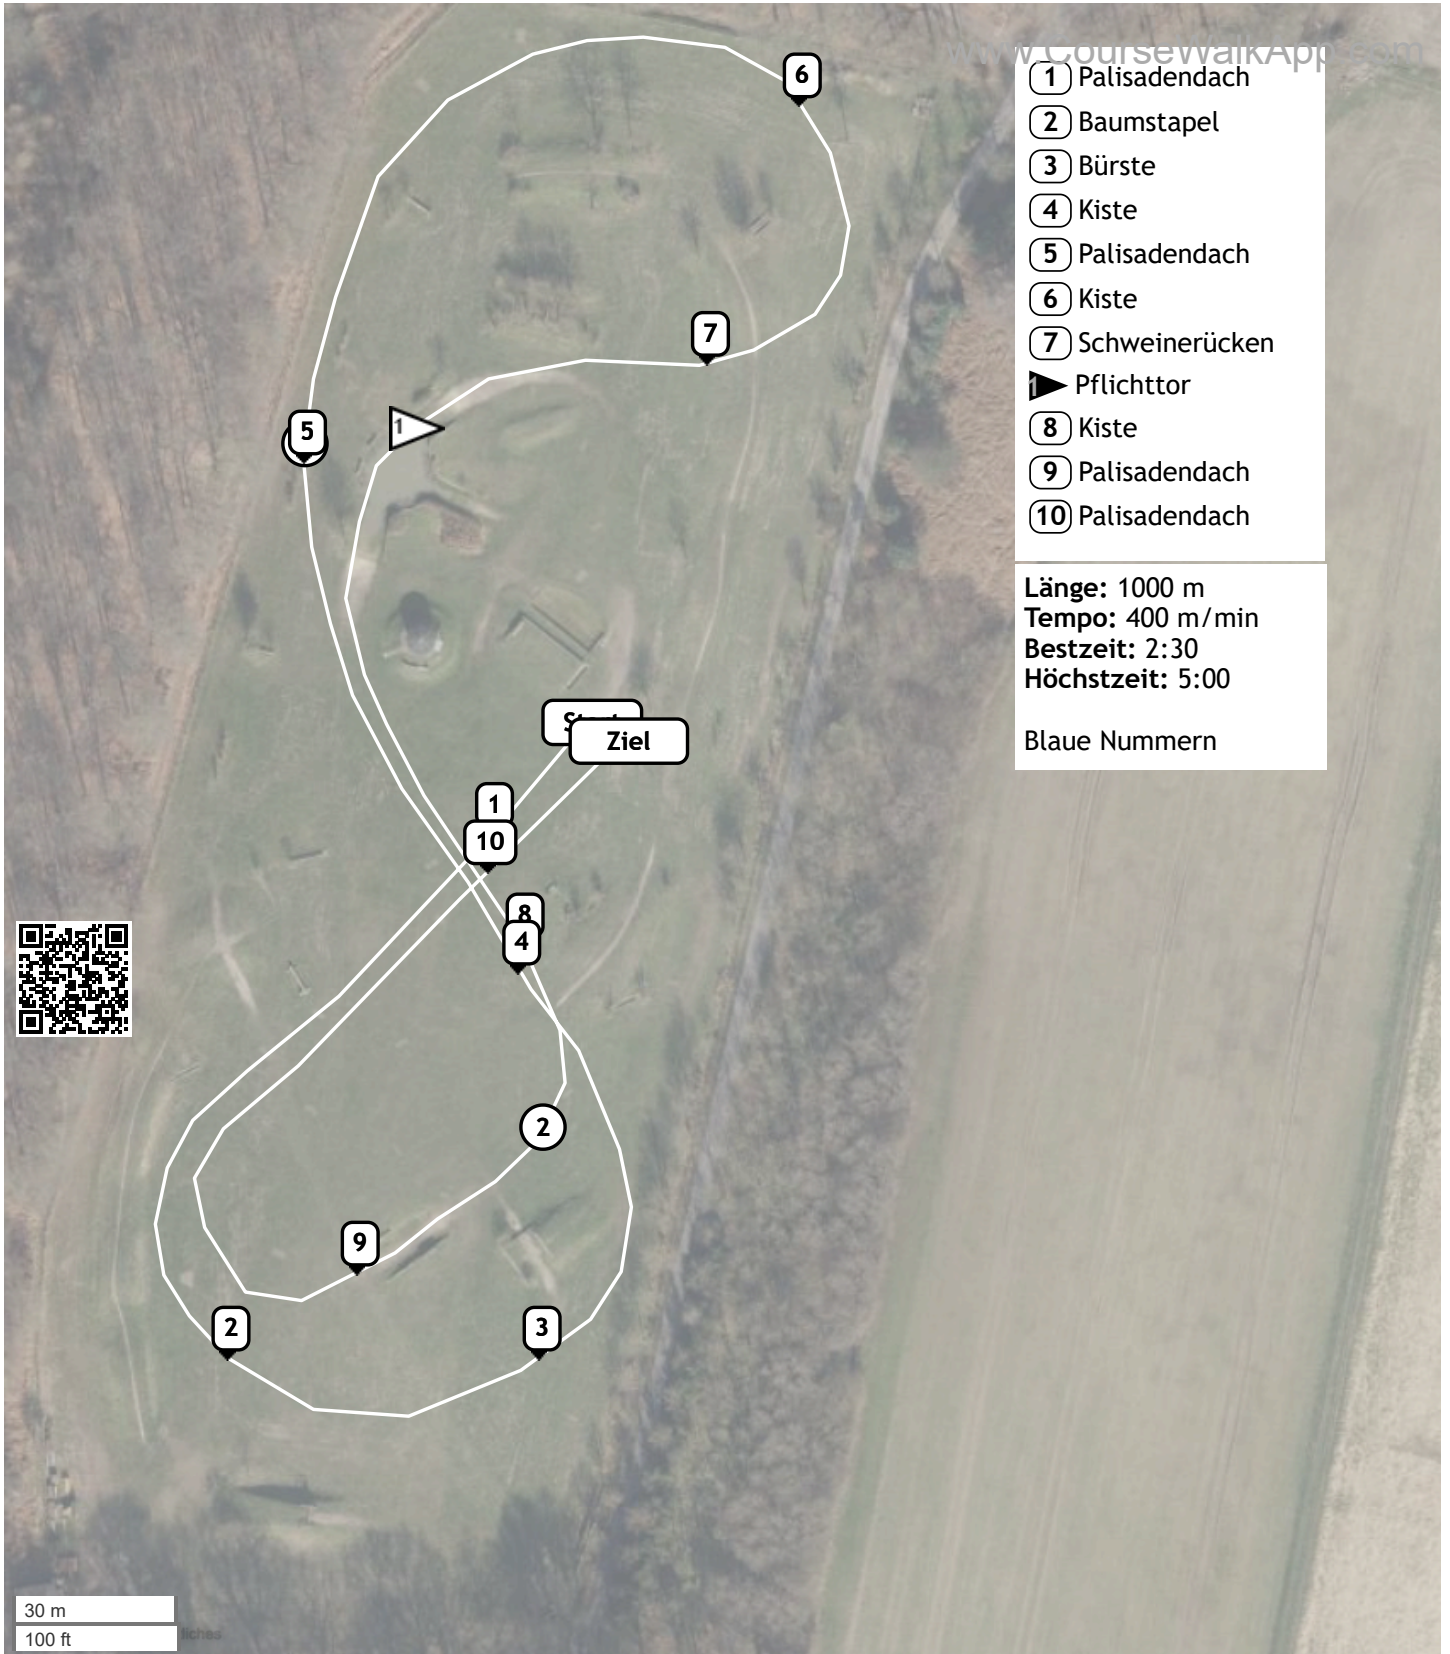 www.CourseWalkApp.com
1 Palisadendach
2 Baumstapel
3 Bürste
4 Kiste
5 Palisadendach
6 Kiste
7 Schweinerücken
1 Pflichttor
8 Kiste
9 Palisadendach
10 Palisadendach
Länge: 1000 m
Tempo: 400 m/min
Bestzeit: 2:30
Höchstzeit: 5:00
Blaue Nummern
6
7
5
1
Start
Ziel
1
10
8
4
2
9
2
3
30 m
100 ft